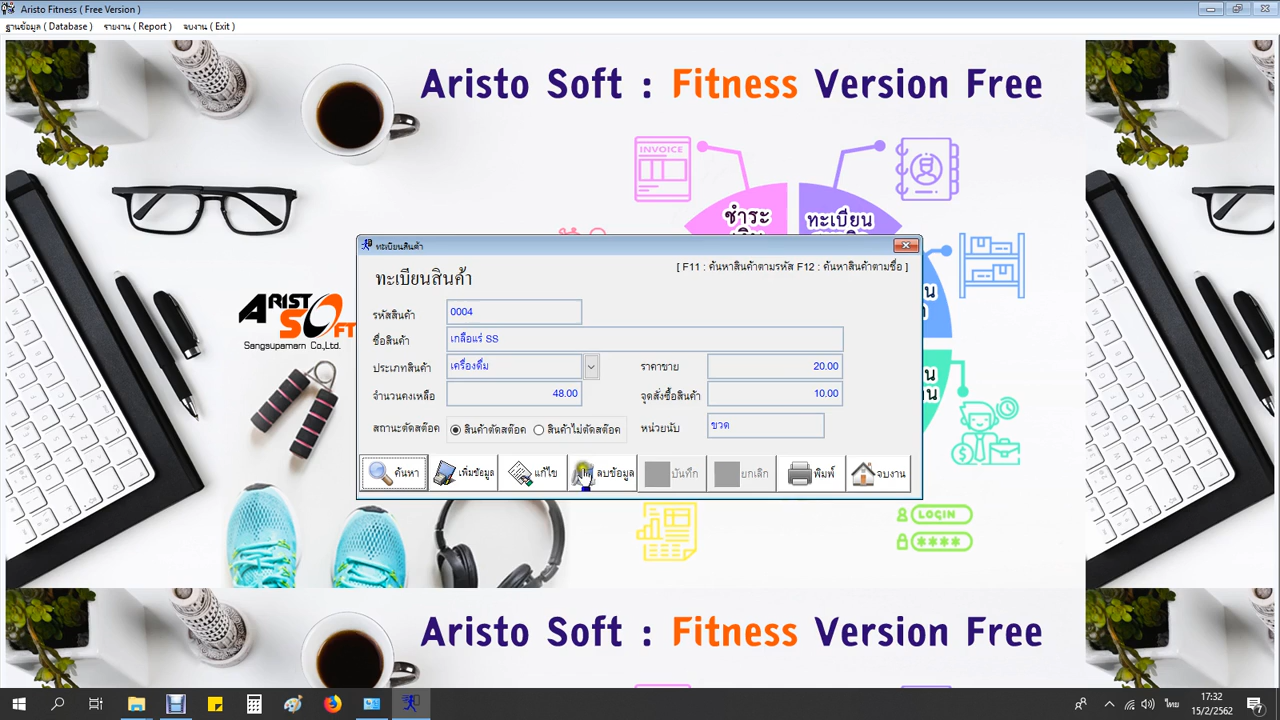 Aristo Fitness ( Free Version )
ฐานข้อมูล ( Database ) รายงาน ( Report ) จบงาน ( Exit )
Aristo Soft : Fitness Version Free
INVOICE
ชำระ
เงิน
ทะเบียน
ทะเบียนสินค้า
ทะเบียนสินค้า
[ F11 : ค้นหาสินค้าตามรหัส F12 : ค้นหาสินค้าตามชื่อ ]
รหัสสินค้า 0004
ชื่อสินค้า เกลือแร่ SS
ประเภทสินค้า เครื่องดื่ม ราคาขาย 20.00
จำนวนคงเหลือ 48.00 จุดสั่งซื้อสินค้า 10.00
สถานะตัดสต๊อค สินค้าตัดสต๊อค สินค้าไม่ตัดสต๊อค หน่วยนับ ขวด
ค้นหา เพิ่มข้อมูล แก้ไข ลบข้อมูล บันทึก ยกเลิก พิมพ์ จบงาน
ARISTO SOFT
Sangsupamarn Co.,Ltd.
LOGIN
****
Aristo Soft : Fitness Version Free
17:32
ไทย
15/2/2562
7